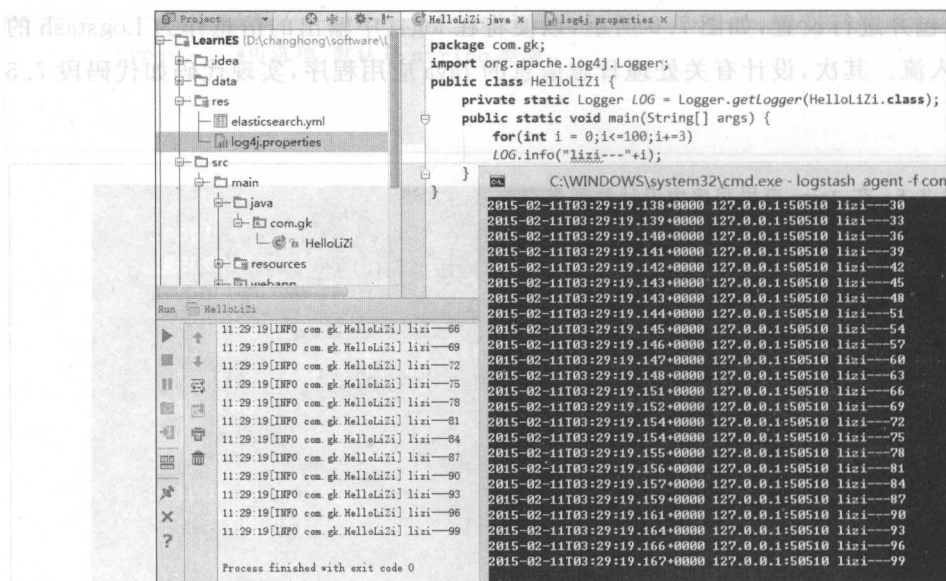 中并进行设置,如图7.
Logstash 的
人流。其次,设计有关处理
应用程序,实现
如代码段 7.5
Project
LearnES (D:\changhong\software\L
.idea
data
res
elasticsearch.yml
log4j.properties
src
main
java
com.gk
HelloLiZi
resources
webapp
HelloLiZi.java ×
log4j.properties ×
package com.gk;
import org.apache.log4j.Logger;
public class HelloLiZi {
private static Logger LOG = Logger.getLogger(HelloLiZi.class);
public static void main(String[] args) {
for(int i = 0;i<=100;i+=3)
LOG.info("lizi---"+i);
}
}
C:\WINDOWS\system32\cmd.exe - logstash agent -f con
2015-02-11T03:29:19.138+0000 127.0.0.1:50510 lizi---30
2015-02-11T03:29:19.139+0000 127.0.0.1:50510 lizi---33
2015-02-11T03:29:19.140+0000 127.0.0.1:50510 lizi---36
2015-02-11T03:29:19.141+0000 127.0.0.1:50510 lizi---39
2015-02-11T03:29:19.142+0000 127.0.0.1:50510 lizi---42
2015-02-11T03:29:19.143+0000 127.0.0.1:50510 lizi---45
2015-02-11T03:29:19.143+0000 127.0.0.1:50510 lizi---48
2015-02-11T03:29:19.144+0000 127.0.0.1:50510 lizi---51
2015-02-11T03:29:19.145+0000 127.0.0.1:50510 lizi---54
2015-02-11T03:29:19.146+0000 127.0.0.1:50510 lizi---57
2015-02-11T03:29:19.147+0000 127.0.0.1:50510 lizi---60
2015-02-11T03:29:19.148+0000 127.0.0.1:50510 lizi---63
2015-02-11T03:29:19.151+0000 127.0.0.1:50510 lizi---66
2015-02-11T03:29:19.152+0000 127.0.0.1:50510 lizi---69
2015-02-11T03:29:19.154+0000 127.0.0.1:50510 lizi---72
2015-02-11T03:29:19.154+0000 127.0.0.1:50510 lizi---75
2015-02-11T03:29:19.155+0000 127.0.0.1:50510 lizi---78
2015-02-11T03:29:19.156+0000 127.0.0.1:50510 lizi---81
2015-02-11T03:29:19.157+0000 127.0.0.1:50510 lizi---84
2015-02-11T03:29:19.159+0000 127.0.0.1:50510 lizi---87
2015-02-11T03:29:19.161+0000 127.0.0.1:50510 lizi---90
2015-02-11T03:29:19.164+0000 127.0.0.1:50510 lizi---93
2015-02-11T03:29:19.166+0000 127.0.0.1:50510 lizi---96
2015-02-11T03:29:19.167+0000 127.0.0.1:50510 lizi---99
Run HelloLiZi
11:29:19[INFO com.gk.HelloLiZi] lizi---66
11:29:19[INFO com.gk.HelloLiZi] lizi---69
11:29:19[INFO com.gk.HelloLiZi] lizi---72
11:29:19[INFO com.gk.HelloLiZi] lizi---75
11:29:19[INFO com.gk.HelloLiZi] lizi---78
11:29:19[INFO com.gk.HelloLiZi] lizi---81
11:29:19[INFO com.gk.HelloLiZi] lizi---84
11:29:19[INFO com.gk.HelloLiZi] lizi---87
11:29:19[INFO com.gk.HelloLiZi] lizi---90
11:29:19[INFO com.gk.HelloLiZi] lizi---93
11:29:19[INFO com.gk.HelloLiZi] lizi---96
11:29:19[INFO com.gk.HelloLiZi] lizi---99
Process finished with exit code 0